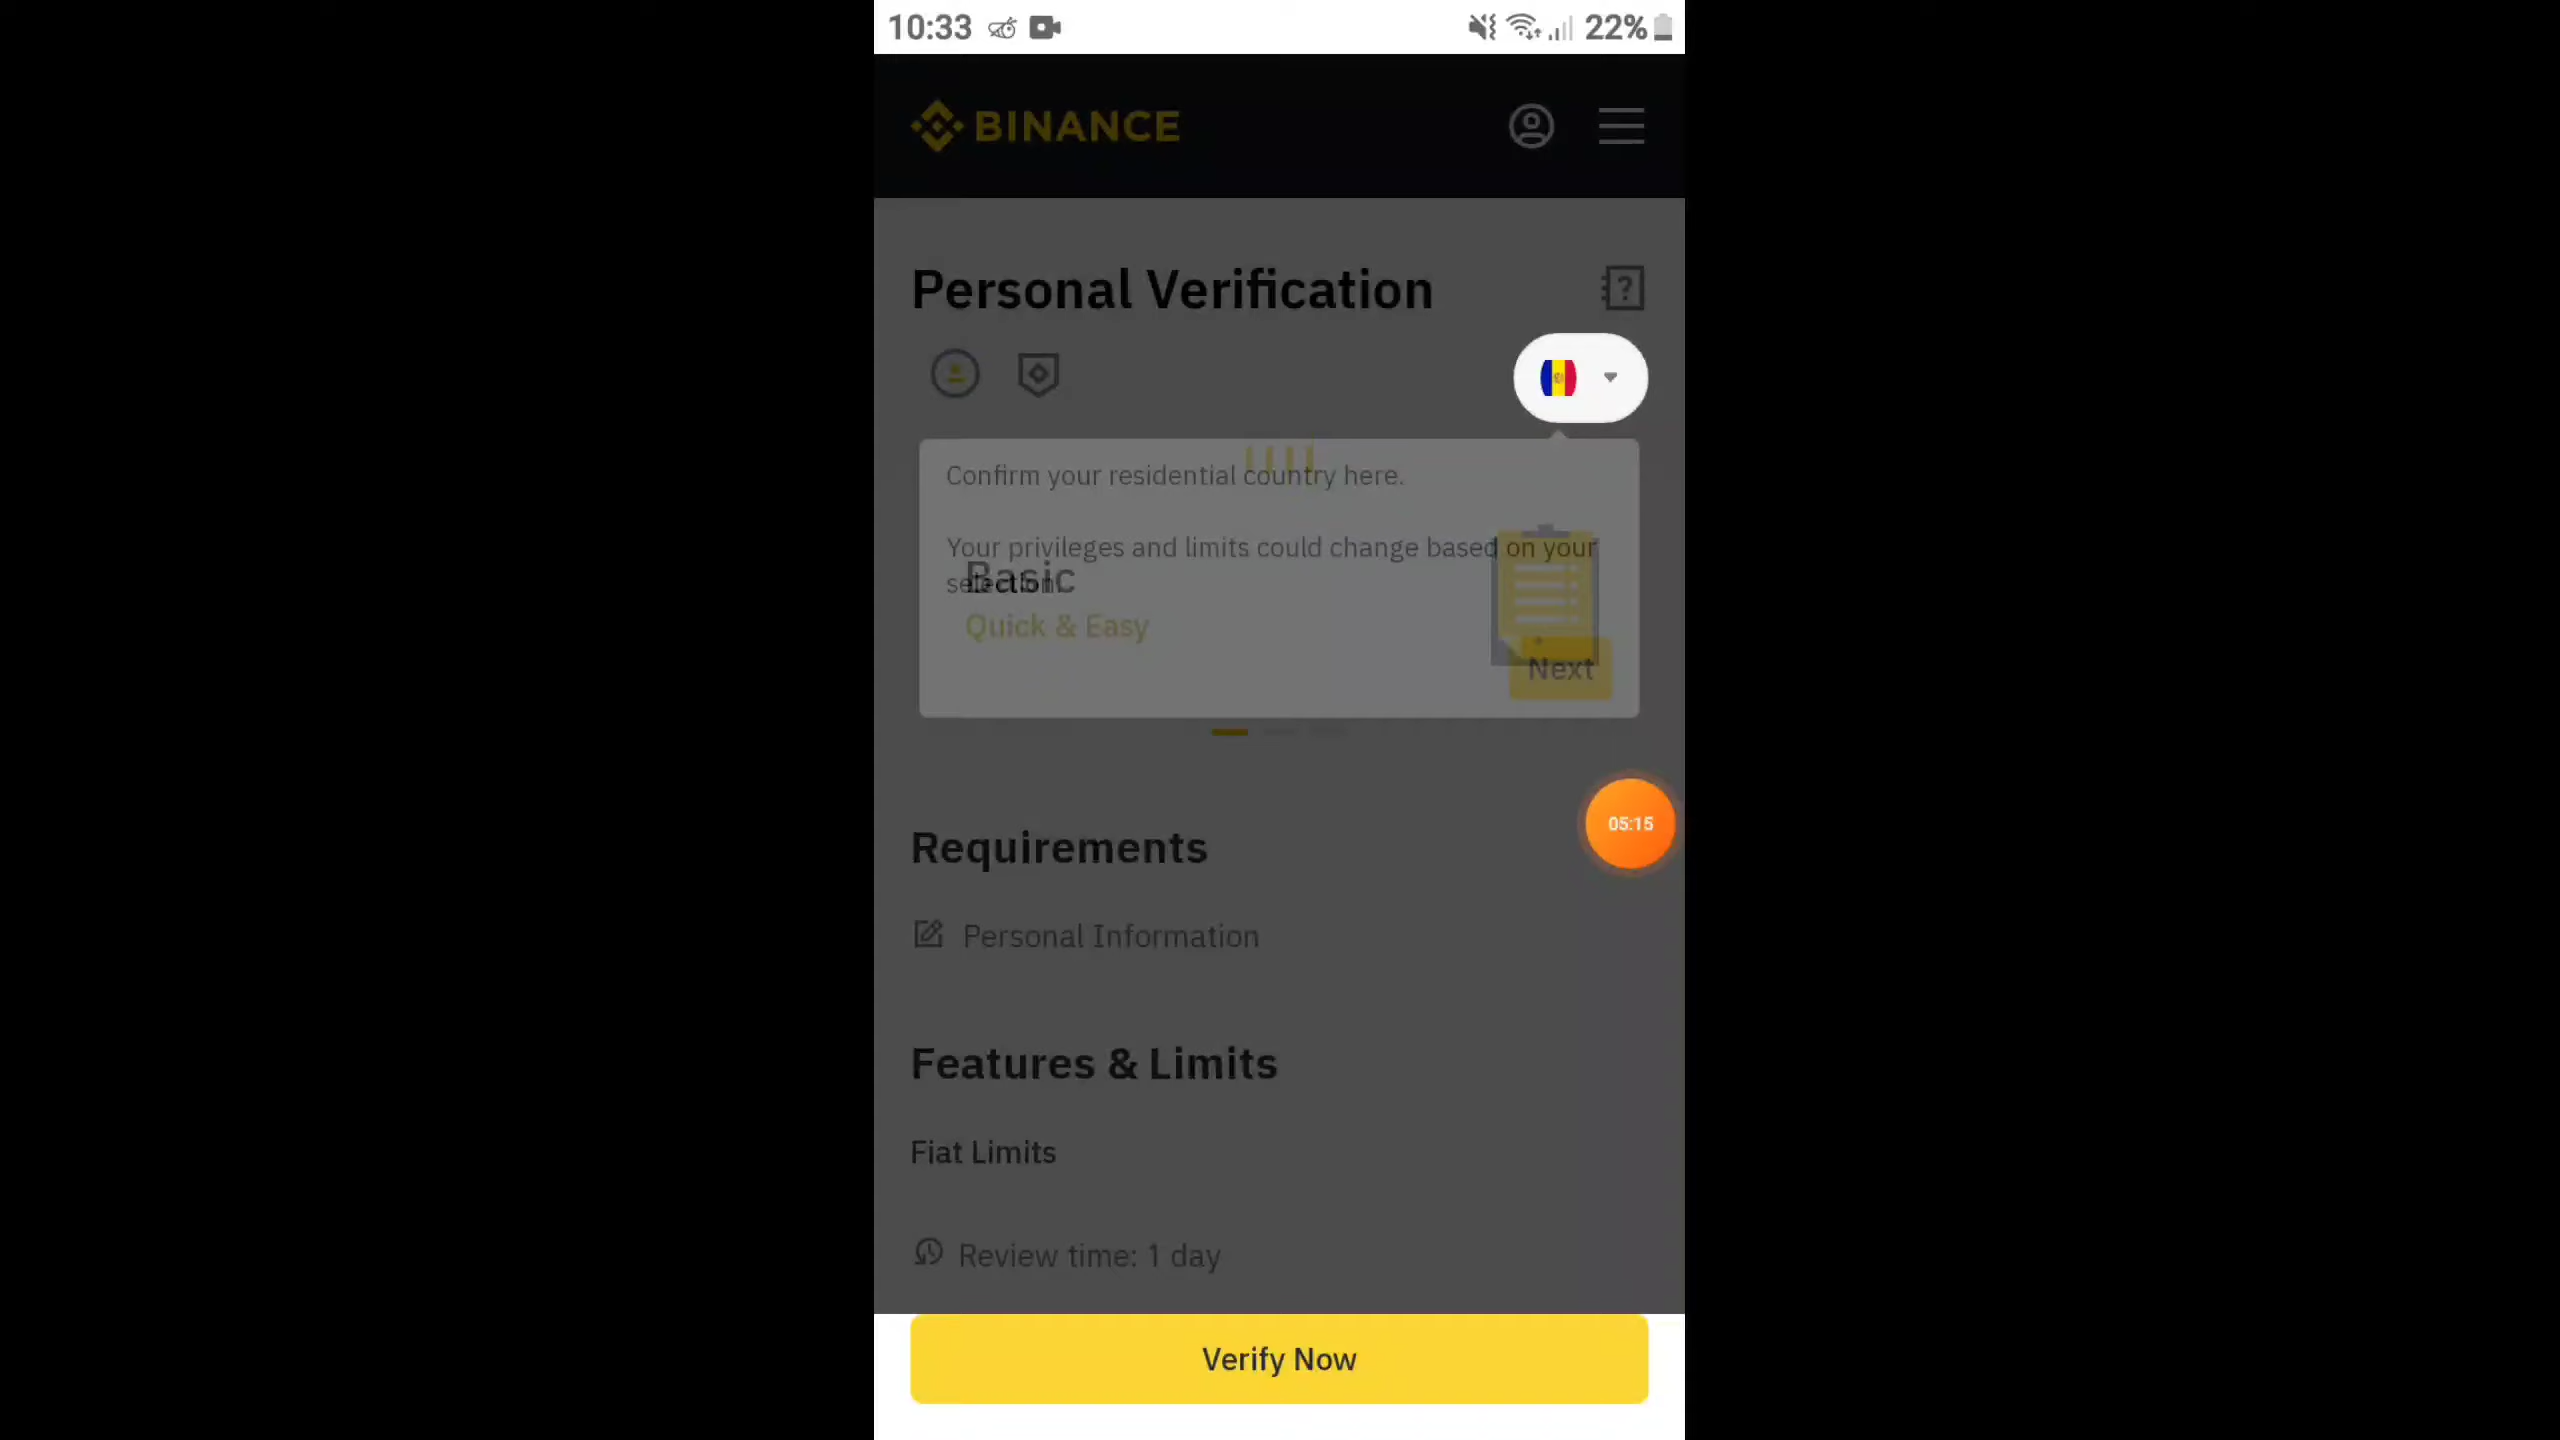 10:33
22%
BINANCE
Personal Verification
Confirm your residential country here.
Your privileges and limits could change based on your
selection.
Basic
Quick & Easy
Next
05:15
Requirements
Personal Information
Features & Limits
Fiat Limits
Review time: 1 day
Verify Now